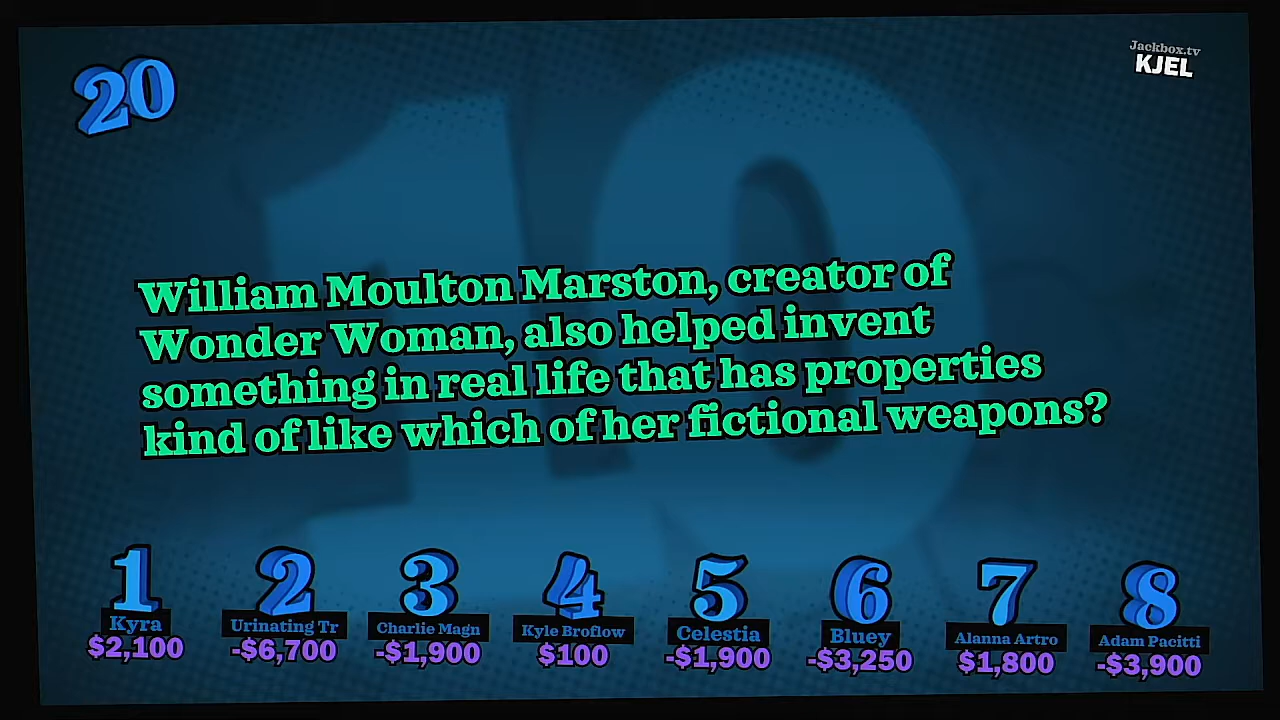 20
Jackbox.tv
KJEL
William Moulton Marston, creator of
Wonder Woman, also helped invent
something in real life that has properties
kind of like which of her fictional weapons?
1 2 3 4 5 6 7 8
Kyra Urinating Tr Charlie Magn Kyle Broflow Celestia Bluey Alanna Artro Adam Pacitti
$2,100 -$6,700 -$1,900 $100 -$1,900 -$3,250 $1,800 -$3,900